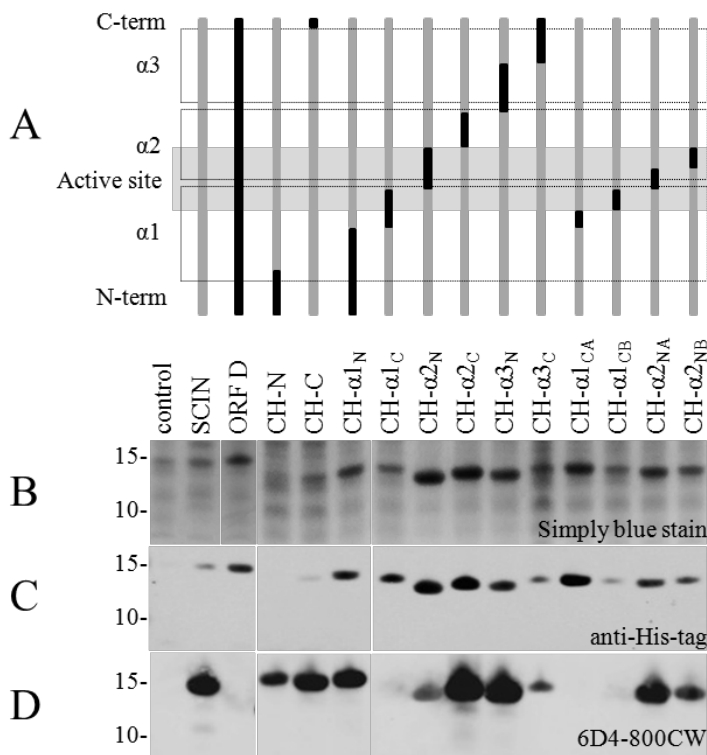 A
C-term
α3
α2
Active site
α1
N-term
control
SCIN
ORF D
CH-N
CH-C
CH-α1N
CH-α1C
CH-α2N
CH-α2C
CH-α3N
CH-α3C
CH-α1CA
CH-α1CB
CH-α2NA
CH-α2NB
B
15-
10-
Simply blue stain
C
15-
10-
anti-His-tag
D
15-
10-
6D4-800CW